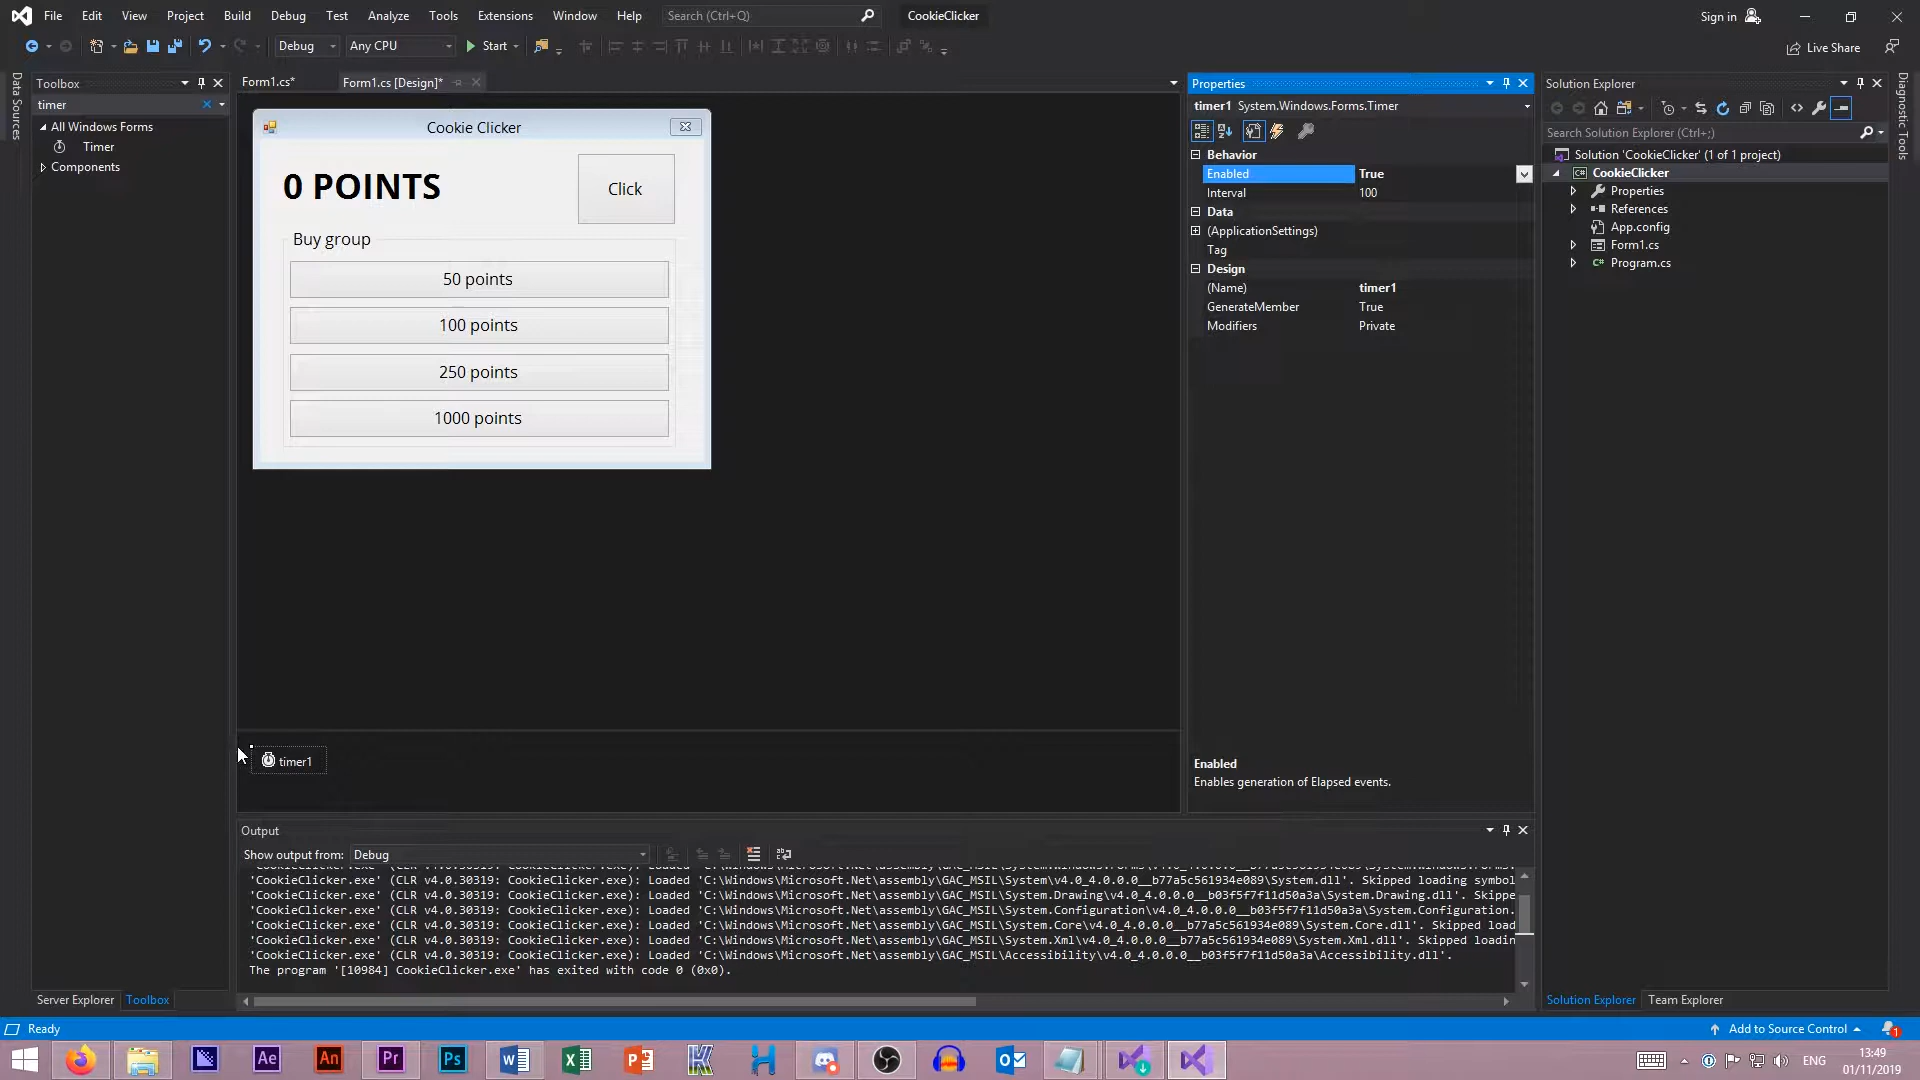 File Edit View Project Build Debug Test Analyze Tools Extensions Window Help Search (Ctrl+Q) CookieClicker Sign in
Debug Any CPU Start Live Share
Data Sources
Toolbox
timer
All Windows Forms
Timer
Components
Server Explorer Toolbox
Form1.cs* Form1.cs [Design]*
Cookie Clicker
0 POINTS
Click
Buy group
50 points
100 points
250 points
1000 points
timer1
Properties
timer1 System.Windows.Forms.Timer
Behavior
Enabled True
Interval 100
Data
(ApplicationSettings)
Tag
Design
(Name) timer1
GenerateMember True
Modifiers Private
Enabled
Enables generation of Elapsed events.
Solution Explorer
Search Solution Explorer (Ctrl+;)
Solution 'CookieClicker' (1 of 1 project)
CookieClicker
Properties
References
App.config
Form1.cs
Program.cs
Solution Explorer Team Explorer
Diagnostic Tools
Output
Show output from: Debug
'CookieClicker.exe' (CLR v4.0.30319: CookieClicker.exe): Loaded 'C:\Windows\Microsoft.Net\assembly\GAC_MSIL\System\v4.0_4.0.0.0__b77a5c561934e089\System.dll'. Skipped loading symbol
'CookieClicker.exe' (CLR v4.0.30319: CookieClicker.exe): Loaded 'C:\Windows\Microsoft.Net\assembly\GAC_MSIL\System.Drawing\v4.0_4.0.0.0__b03f5f7f11d50a3a\System.Drawing.dll'. Skippe
'CookieClicker.exe' (CLR v4.0.30319: CookieClicker.exe): Loaded 'C:\Windows\Microsoft.Net\assembly\GAC_MSIL\System.Configuration\v4.0_4.0.0.0__b03f5f7f11d50a3a\System.Configuration.
'CookieClicker.exe' (CLR v4.0.30319: CookieClicker.exe): Loaded 'C:\Windows\Microsoft.Net\assembly\GAC_MSIL\System.Core\v4.0_4.0.0.0__b77a5c561934e089\System.Core.dll'. Skipped load
'CookieClicker.exe' (CLR v4.0.30319: CookieClicker.exe): Loaded 'C:\Windows\Microsoft.Net\assembly\GAC_MSIL\System.Xml\v4.0_4.0.0.0__b77a5c561934e089\System.Xml.dll'. Skipped loadin
'CookieClicker.exe' (CLR v4.0.30319: CookieClicker.exe): Loaded 'C:\Windows\Microsoft.Net\assembly\GAC_MSIL\Accessibility\v4.0_4.0.0.0__b03f5f7f11d50a3a\Accessibility.dll'.
The program '[10984] CookieClicker.exe' has exited with code 0 (0x0).
Ready Add to Source Control 1
Ae An Pr Ps ENG 13:49
01/11/2019